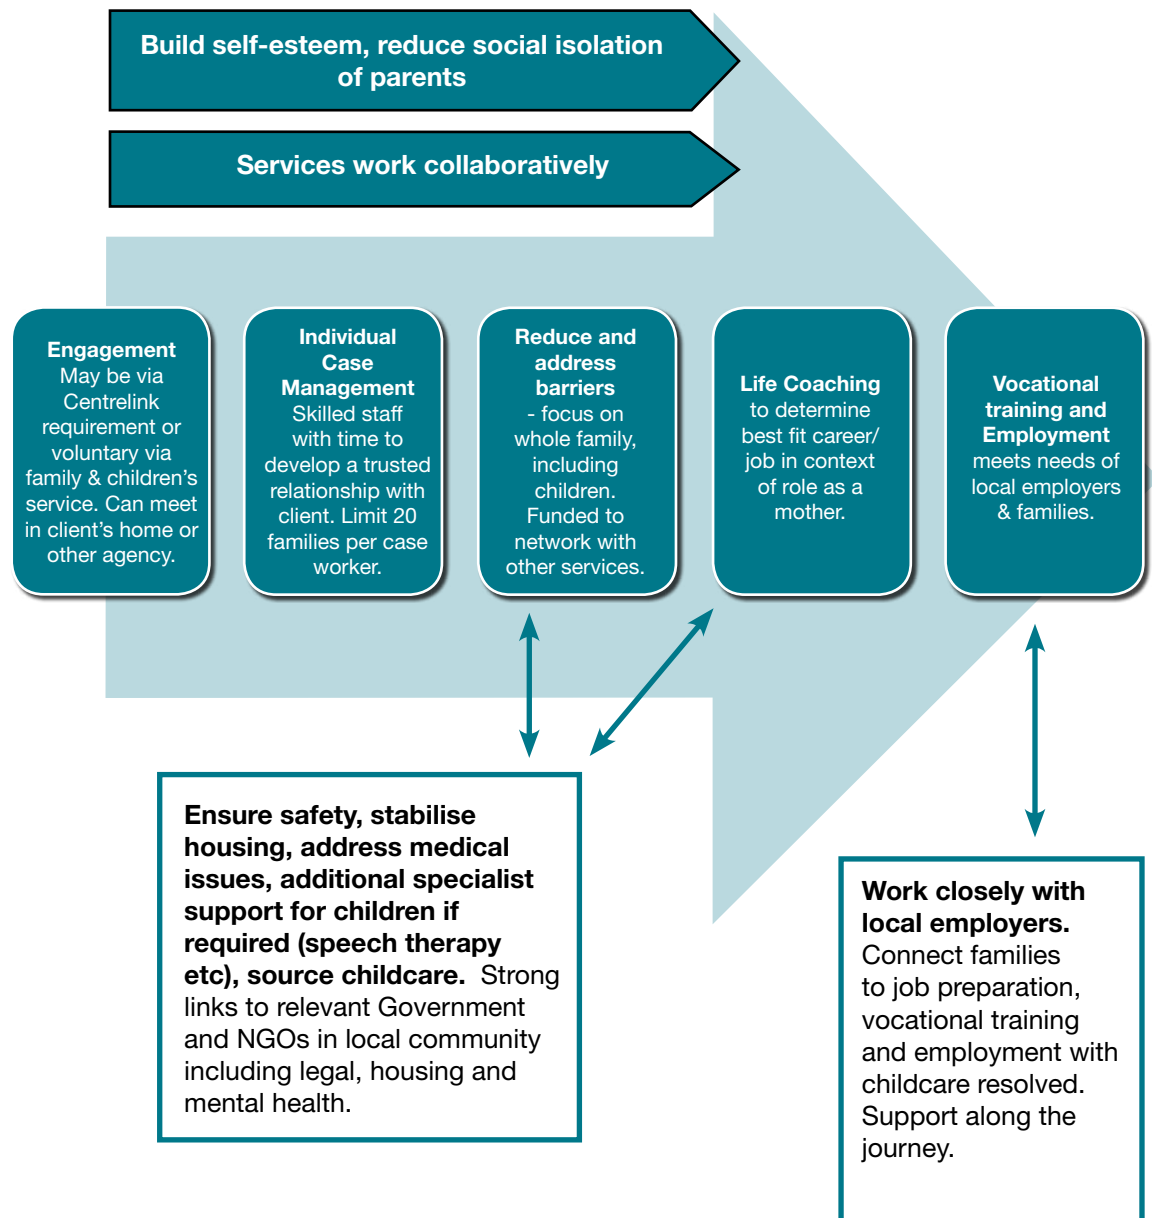 Build self-esteem, reduce social isolation
of parents
Services work collaboratively
Engagement
May be via
Centrelink
requirement or
voluntary via
family & children's
service. Can meet
in client's home or
other agency.
Individual
Case
Management
Skilled staff
with time to
develop a trusted
relationship with
client. Limit 20
families per case
worker.
Reduce and
address
barriers
- focus on
whole family,
including
children.
Funded to
network with
other services.
Life Coaching
to determine
best fit career/
job in context
of role as a
mother.
Vocational
training and
Employment
meets needs of
local employers
& families.
Ensure safety, stabilise
housing, address medical
issues, additional specialist
support for children if
required (speech therapy
etc), source childcare.  Strong
links to relevant Government
and NGOs in local community
including legal, housing and
mental health.
Work closely with
local employers.
Connect families
to job preparation,
vocational training
and employment with
childcare resolved.
Support along the
journey.